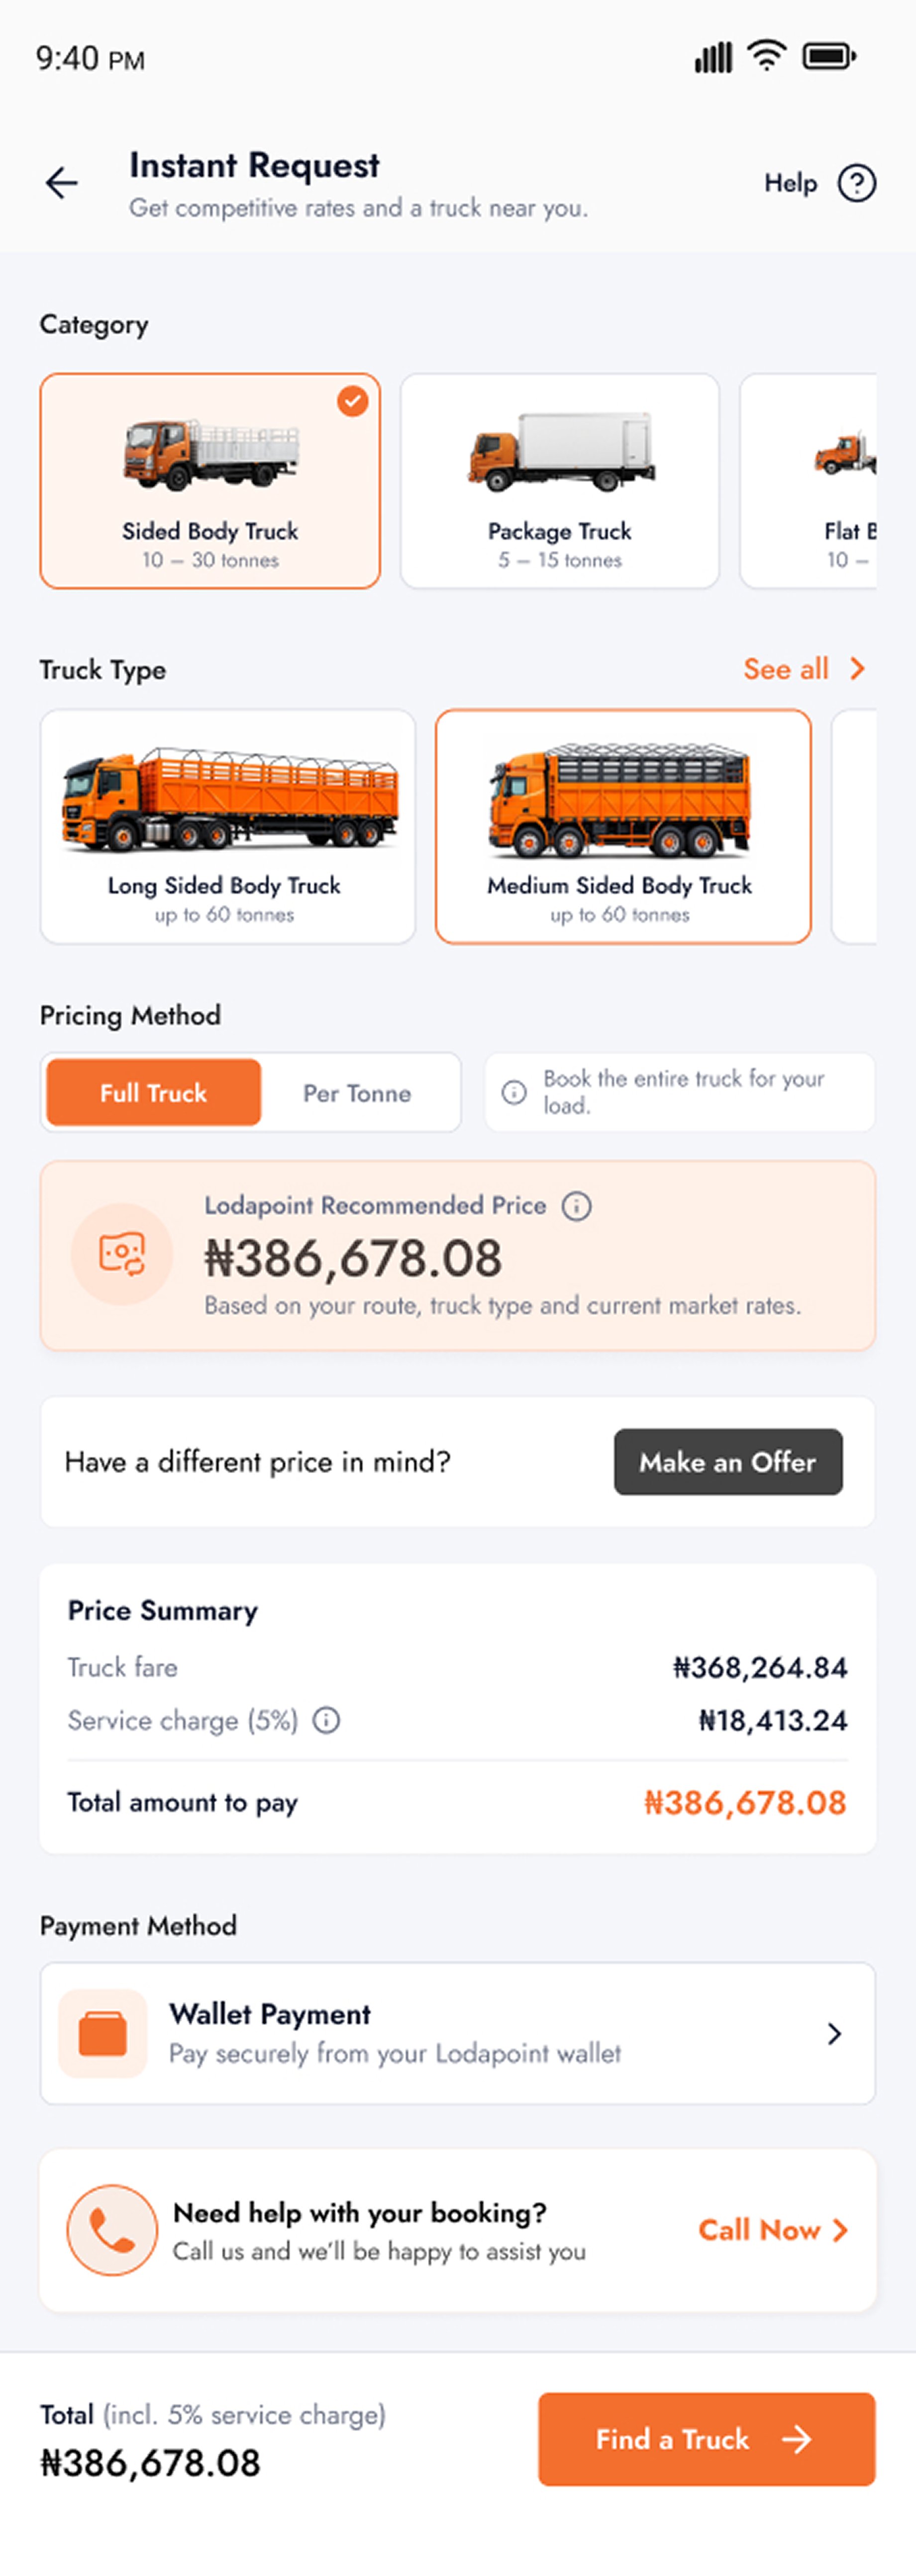 9:40 PM
Instant Request
Get competitive rates and a truck near you.
Help
Category
Sided Body Truck
10 – 30 tonnes
Package Truck
5 – 15 tonnes
Flat B
10 –
Truck Type
See all
Long Sided Body Truck
up to 60 tonnes
Medium Sided Body Truck
up to 60 tonnes
Pricing Method
Full Truck
Per Tonne
Book the entire truck for your
load.
Lodapoint Recommended Price
₦386,678.08
Based on your route, truck type and current market rates.
Have a different price in mind?
Make an Offer
Price Summary
Truck fare
₦368,264.84
Service charge (5%)
₦18,413.24
Total amount to pay
₦386,678.08
Payment Method
Wallet Payment
Pay securely from your Lodapoint wallet
Need help with your booking?
Call us and we'll be happy to assist you
Call Now
Total (incl. 5% service charge)
₦386,678.08
Find a Truck